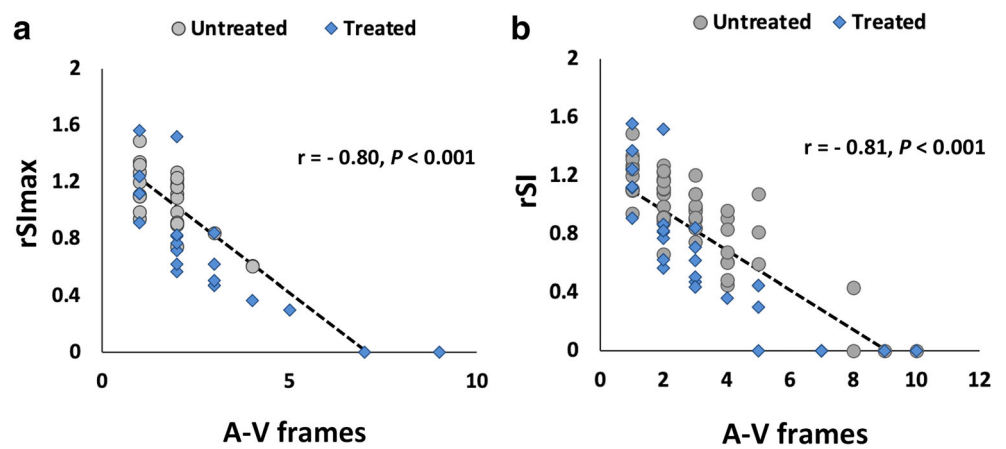 a Untreated Treated
2
1.6
1.2
0.8
0.4
0
r = - 0.80, P < 0.001
rSImax
0 5 10
A-V frames
b Untreated Treated
2
1.6
1.2
0.8
0.4
0
r = - 0.81, P < 0.001
rSI
0 2 4 6 8 10 12
A-V frames